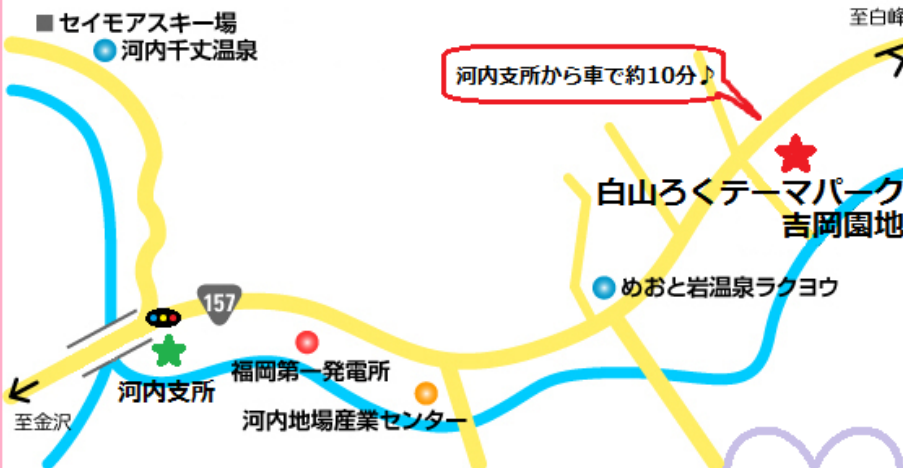 セイモアスキー場
河内千丈温泉
至白峰
河内支所から車で約10分♪
白山ろくテーマパーク
吉岡園地
めおと岩温泉ラクヨウ
157
福岡第一発電所
河内支所
河内地場産業センター
至金沢